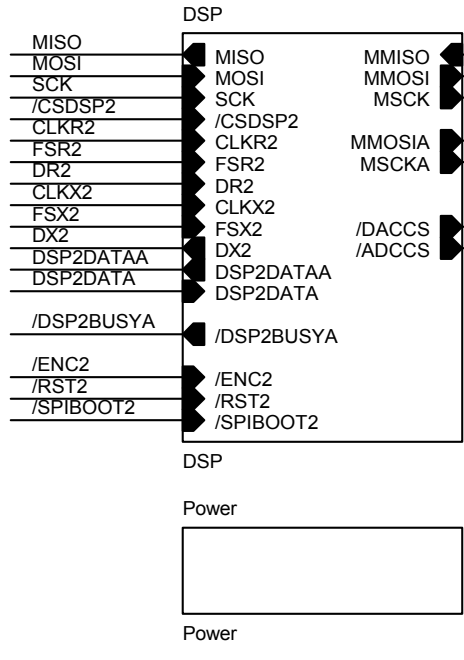 DSP
MISO
MISO MMISO
MOSI
MOSI MMOSI
SCK
SCK MSCK
/CSDSP2
/CSDSP2
CLKR2
CLKR2 MMOSIA
FSR2
FSR2 MSCKA
DR2
DR2
CLKX2
CLKX2
FSX2
FSX2 /DACCS
DX2
DX2 /ADCCS
DSP2DATAA
DSP2DATAA
DSP2DATA
DSP2DATA
/DSP2BUSYA
/DSP2BUSYA
/ENC2
/ENC2
/RST2
/RST2
/SPIBOOT2
/SPIBOOT2
DSP
Power
Power